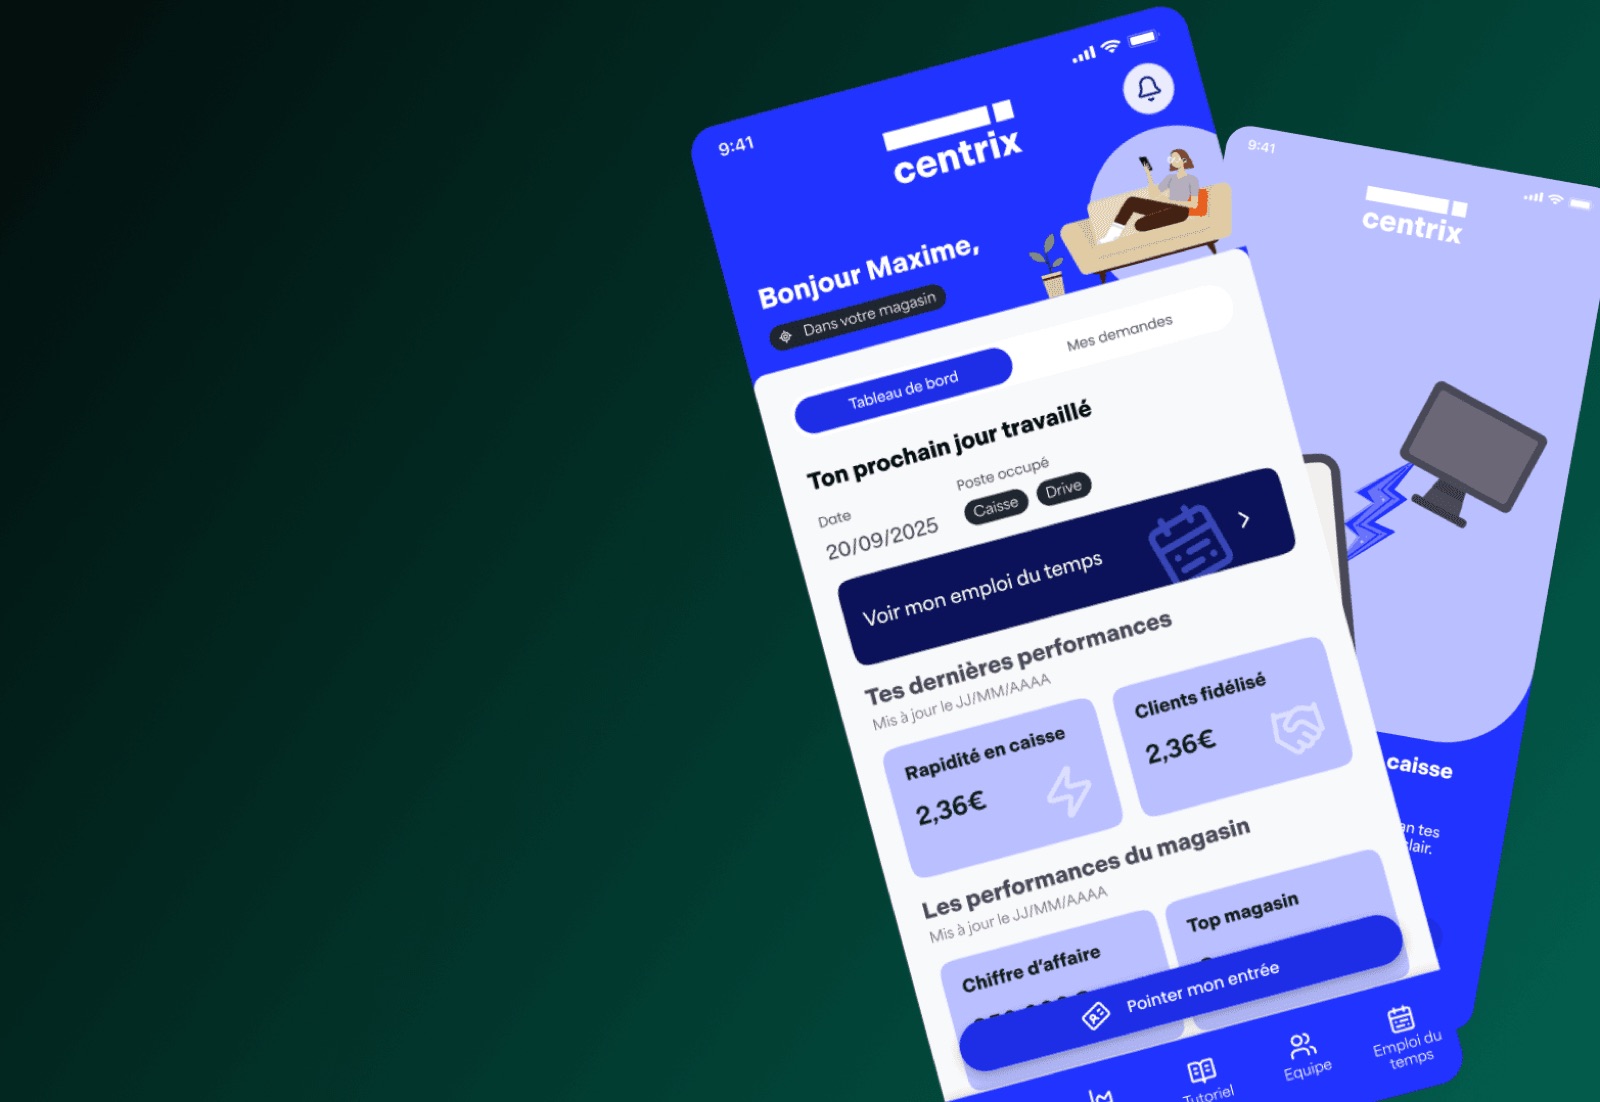 9:41
centrix
Bonjour Maxime,
Dans votre magasin
Tableau de bord
Mes demandes
Ton prochain jour travaillé
Date
20/09/2025
Poste occupé
Caisse
Drive
Voir mon emploi du temps
Tes dernières performances
Mis à jour le JJ/MM/AAAA
Rapidité en caisse
2,36€
Clients fidélisé
2,36€
Les performances du magasin
Mis à jour le JJ/MM/AAAA
Chiffre d'affaire
Top magasin
Pointer mon entrée
Tutoriel
Equipe
Emploi du
temps
9:41
centrix
caisse
tes